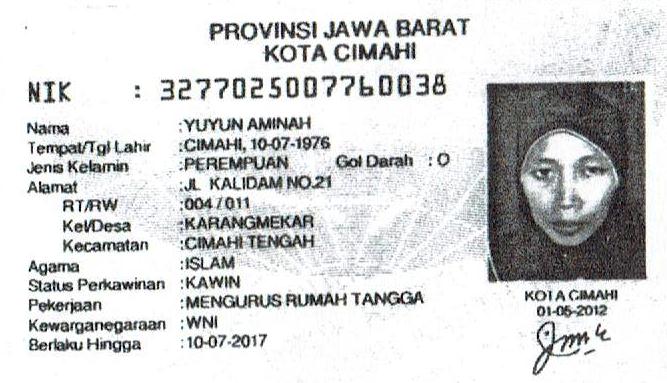 PROVINSI JAWA BARAT
KOTA CIMAHI
NIK : 3277025007760038
Nama : YUYUN AMINAH
Tempat/Tgl Lahir : CIMAHI, 10-07-1976
Jenis Kelamin : PEREMPUAN Gol Darah : O
Alamat : JL KALIDAM NO.21
RT/RW : 004 / 011
Kel/Desa : KARANGMEKAR
Kecamatan : CIMAHI TENGAH
Agama : ISLAM
Status Perkawinan : KAWIN
Pekerjaan : MENGURUS RUMAH TANGGA
Kewarganegaraan : WNI
Berlaku Hingga : 10-07-2017
KOTA CIMAHI
01-05-2012